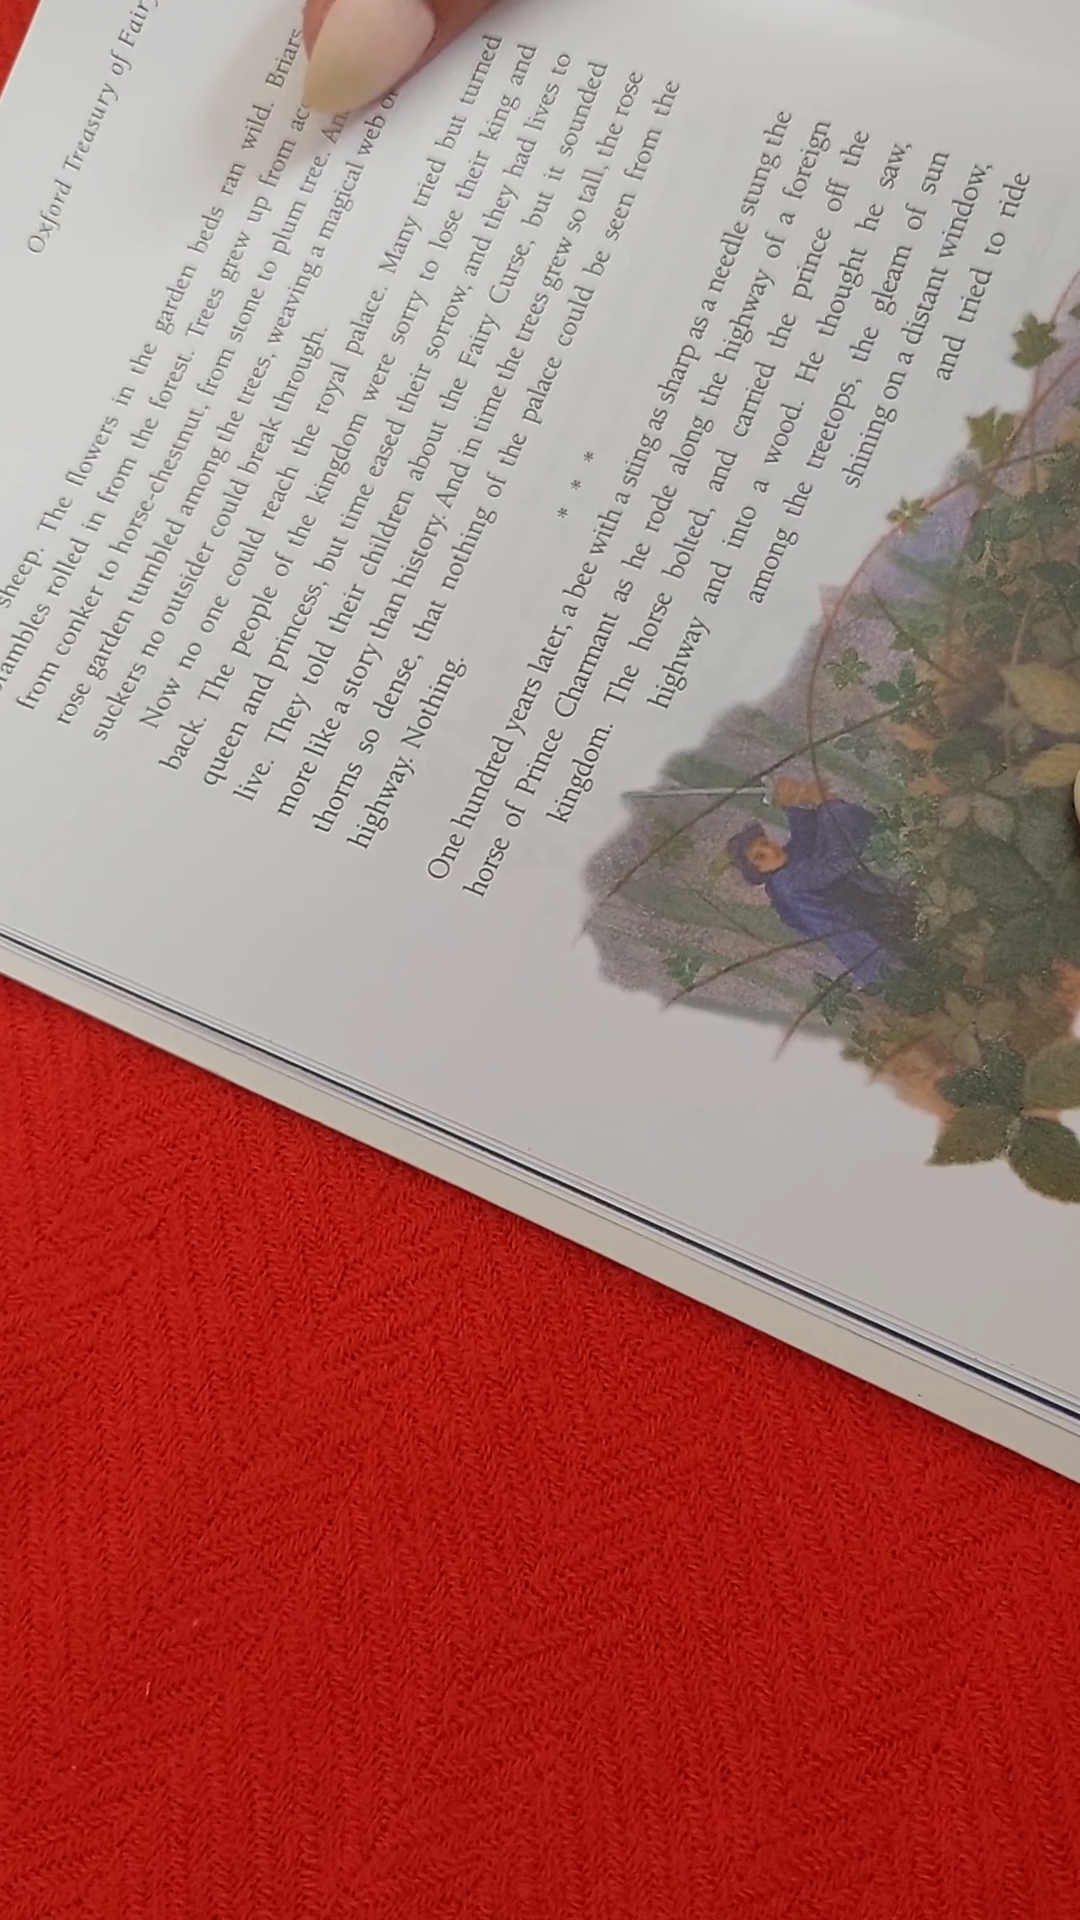 Oxford Treasury of Fairy
sheep. The flowers in the garden beds ran wild. Briars
rambles rolled in from the forest. Trees grew up from
from conker to horse-chestnut, from stone to plum tree.
rose garden tumbled among the trees, weaving a magical web
suckers no outsider could break through.
Now no one could reach the royal palace. Many tried but turned
back. The people of the kingdom were sorry to lose their king and
queen and princess, but time eased their sorrow, and they had lives to
live. They told their children about the Fairy Curse, but it sounded
more like a story than history. And in time the trees grew so tall, the rose
thorns so dense, that nothing of the palace could be seen from the
highway. Nothing.
* * *
One hundred years later, a bee with a sting as sharp as a needle stung the
horse of Prince Charmant as he rode along the highway of a foreign
kingdom. The horse bolted, and carried the prince off the
highway and into a wood. He thought he saw,
among the treetops, the gleam of sun
shining on a distant window,
and tried to ride